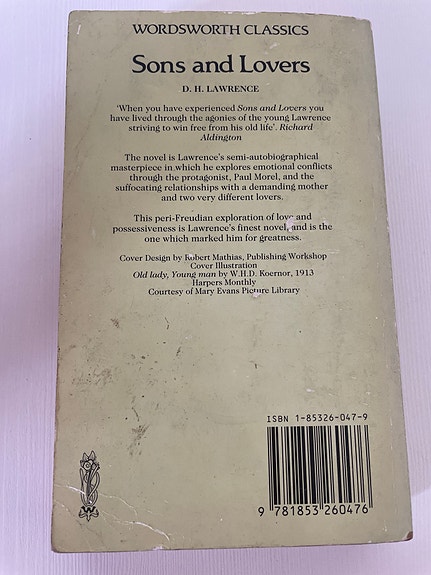 WORDSWORTH CLASSICS
Sons and Lovers
D. H. LAWRENCE
'When you have experienced Sons and Lovers you
have lived through the agonies of the young Lawrence
striving to win free from his old life'. Richard
Aldington
The novel is Lawrence's semi-autobiographical
masterpiece in which he explores emotional conflicts
through the protagonist, Paul Morel, and the
suffocating relationships with a demanding mother
and two very different lovers.
This peri-Freudian exploration of love and
possessiveness is Lawrence's finest novel, and is the
one which marked him for greatness.
Cover Design by Robert Mathias, Publishing Workshop
Cover Illustration
Old lady, Young man by W.H.D. Koernor, 1913
Harpers Monthly
Courtesy of Mary Evans Picture Library
ISBN 1-85326-047-9
9 781853 260476
W